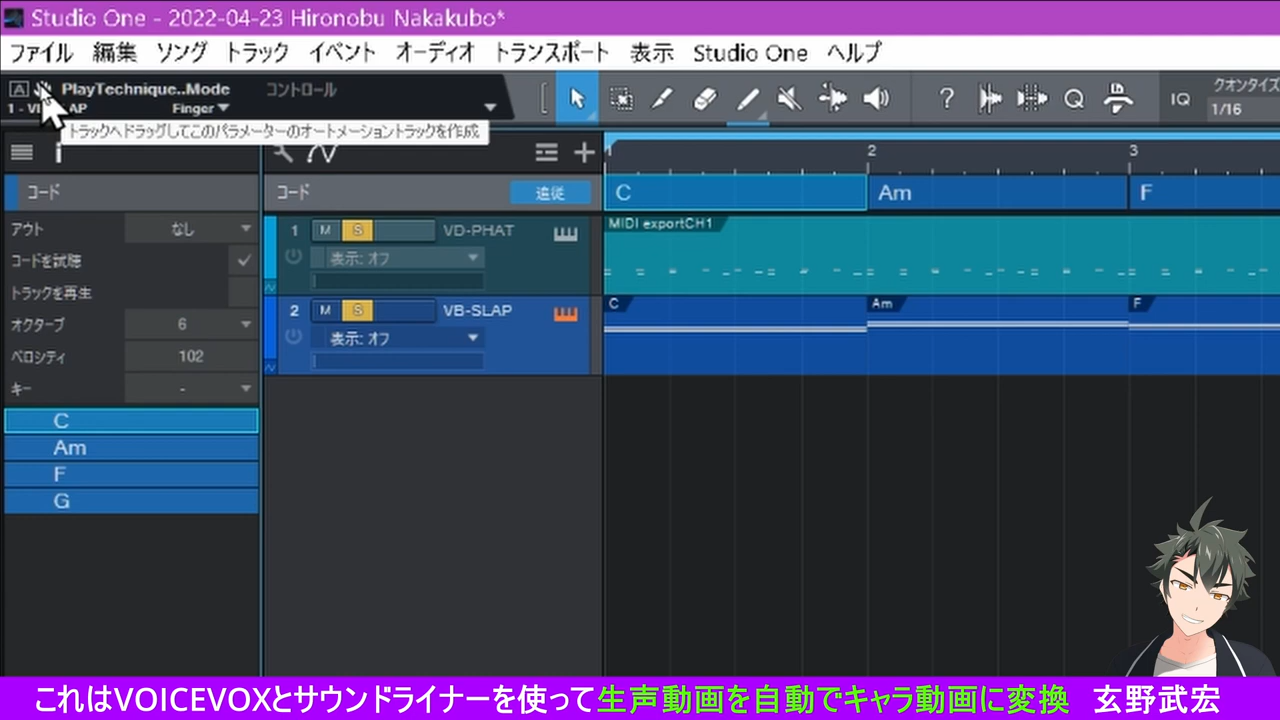 Studio One - 2022-04-23 Hironobu Nakakubo*
ファイル 編集 ソング トラック イベント オーディオ トランスポート 表示 Studio One ヘルプ
A PlayTechnique..Mode コントロール
Finger
トラックへドラッグしてこのパラメーターのオートメーショントラックを作成
? IQ クオンタイズ
1/16
i
1 2 3
コード
コード 追従
C Am F
アウト なし
コードを試聴
トラックを再生
オクターブ 6
ベロシティ 102
キー -
C
Am
F
G
1 M S VD-PHAT
表示: オフ
MIDI exportCH1
2 M S VB-SLAP
表示: オフ
C Am F
これはVOICEVOXとサウンドライナーを使って生声動画を自動でキャラ動画に変換 玄野武宏